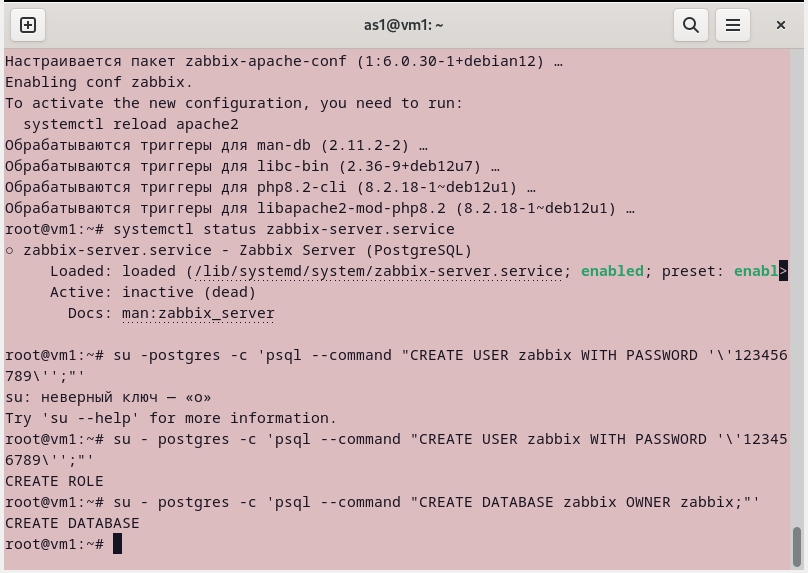 as1@vm1: ~
Настраивается пакет zabbix-apache-conf (1:6.0.30-1+debian12) …
Enabling conf zabbix.
To activate the new configuration, you need to run:
  systemctl reload apache2
Обрабатываются триггеры для man-db (2.11.2-2) …
Обрабатываются триггеры для libc-bin (2.36-9+deb12u7) …
Обрабатываются триггеры для php8.2-cli (8.2.18-1~deb12u1) …
Обрабатываются триггеры для libapache2-mod-php8.2 (8.2.18-1~deb12u1) …
root@vm1:~# systemctl status zabbix-server.service
○ zabbix-server.service - Zabbix Server (PostgreSQL)
     Loaded: loaded (/lib/systemd/system/zabbix-server.service; enabled; preset: enabl>
     Active: inactive (dead)
       Docs: man:zabbix_server
root@vm1:~# su -postgres -c 'psql --command "CREATE USER zabbix WITH PASSWORD '\'123456
789\'';"'
su: неверный ключ — «o»
Try 'su --help' for more information.
root@vm1:~# su - postgres -c 'psql --command "CREATE USER zabbix WITH PASSWORD '\'12345
6789\'';"'
CREATE ROLE
root@vm1:~# su - postgres -c 'psql --command "CREATE DATABASE zabbix OWNER zabbix;"'
CREATE DATABASE
root@vm1:~#